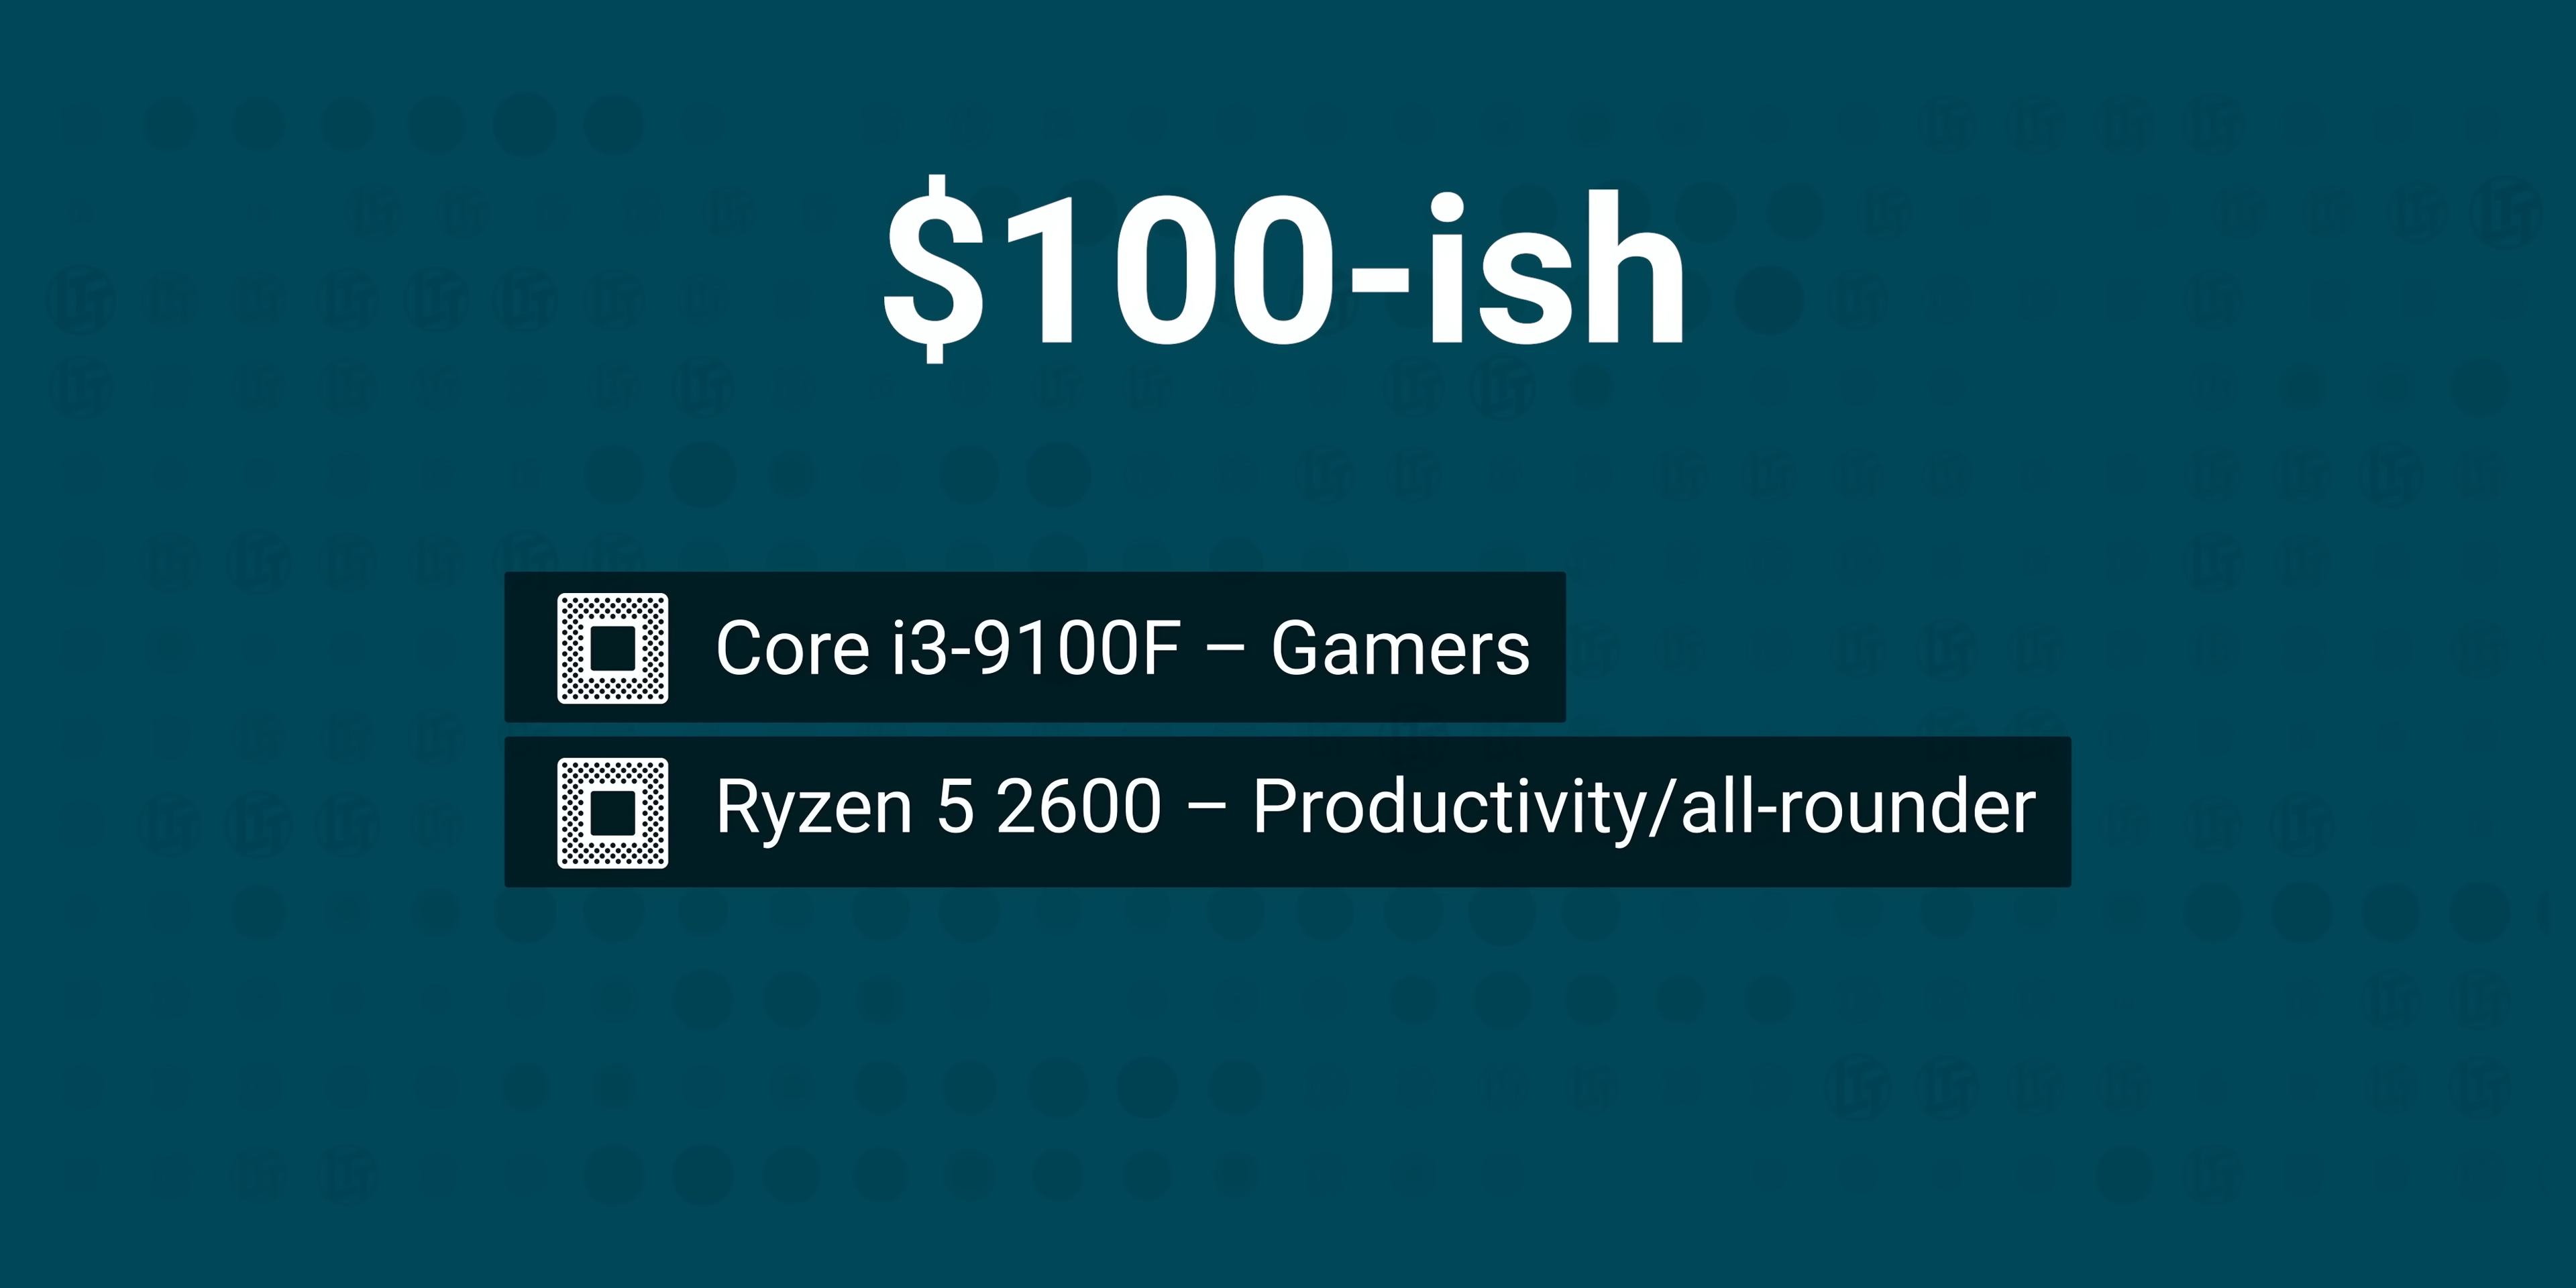 $100-ish
Core i3-9100F – Gamers
Ryzen 5 2600 – Productivity/all-rounder